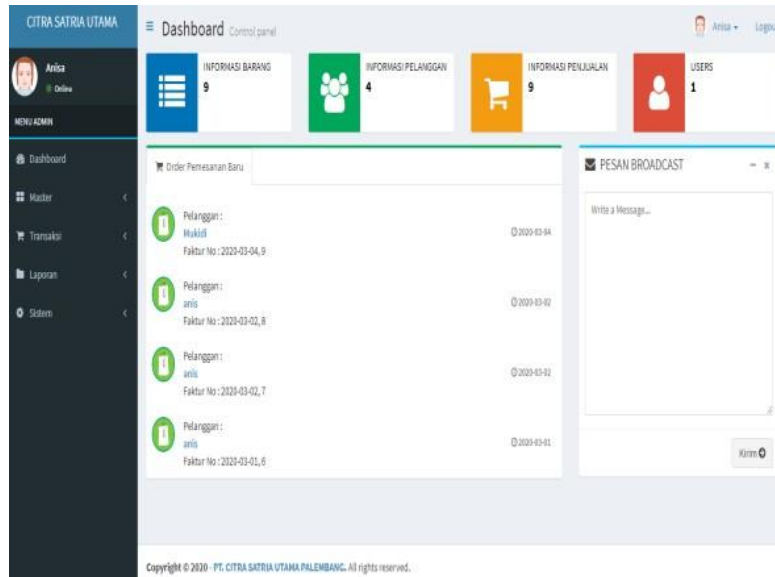 CITRA SATRIA UTAMA
Dashboard Control panel
Anisa
Logou
Anisa
Online
MENU ADMIN
Dashboard
Master
Transaksi
Laporan
Sistem
INFORMASI BARANG
9
INFORMASI PELANGGAN
4
INFORMASI PENJUALAN
9
USERS
1
Order Pemesanan Baru
Pelanggan :
Mukidi
Faktur No : 2020-03-04, 9
2020-03-04
Pelanggan :
anis
Faktur No : 2020-03-02, 8
2020-03-02
Pelanggan :
anis
Faktur No : 2020-03-02, 7
2020-03-02
Pelanggan :
anis
Faktur No : 2020-03-01, 6
2020-03-01
PESAN BROADCAST
Write a Message...
Kirim
Copyright © 2020 - PT. CITRA SATRIA UTAMA PALEMBANG. All rights reserved.